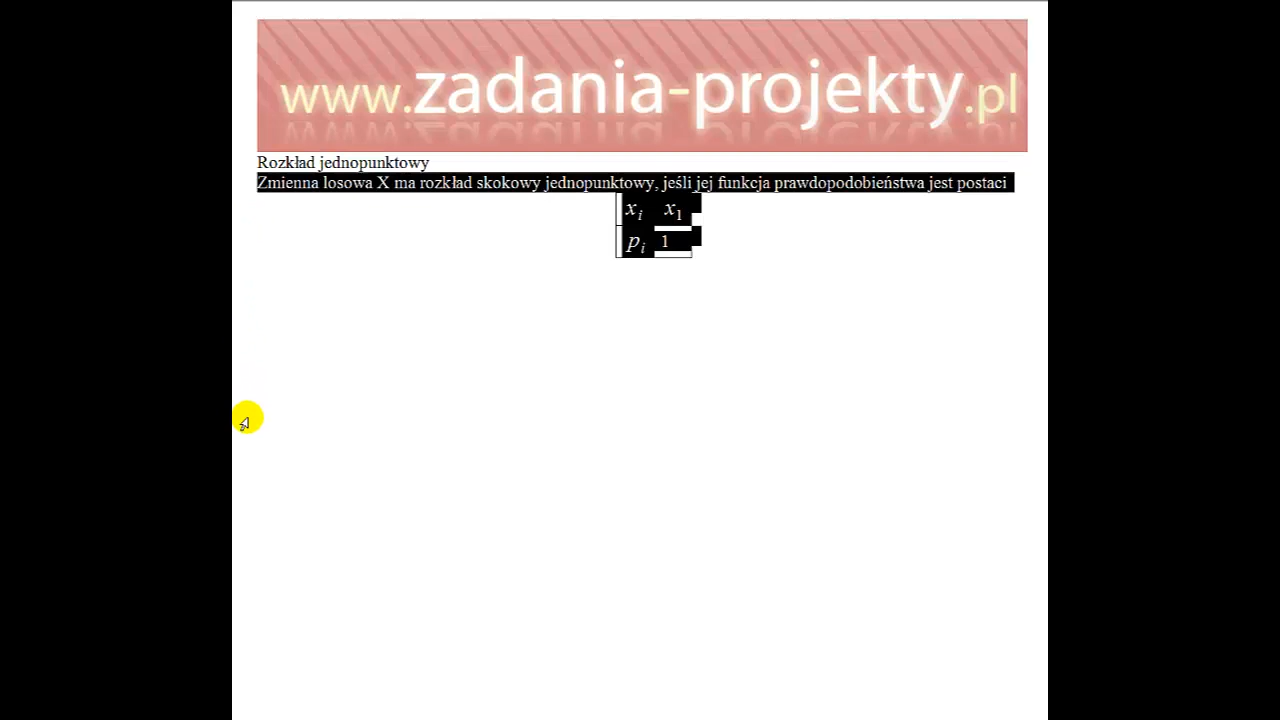 www.zadania-projekty.pl
Rozkład jednopunktowy
Zmienna losowa X ma rozkład skokowy jednopunktowy, jeśli jej funkcja prawdopodobieństwa jest postaci
xᵢ x₁
pᵢ 1